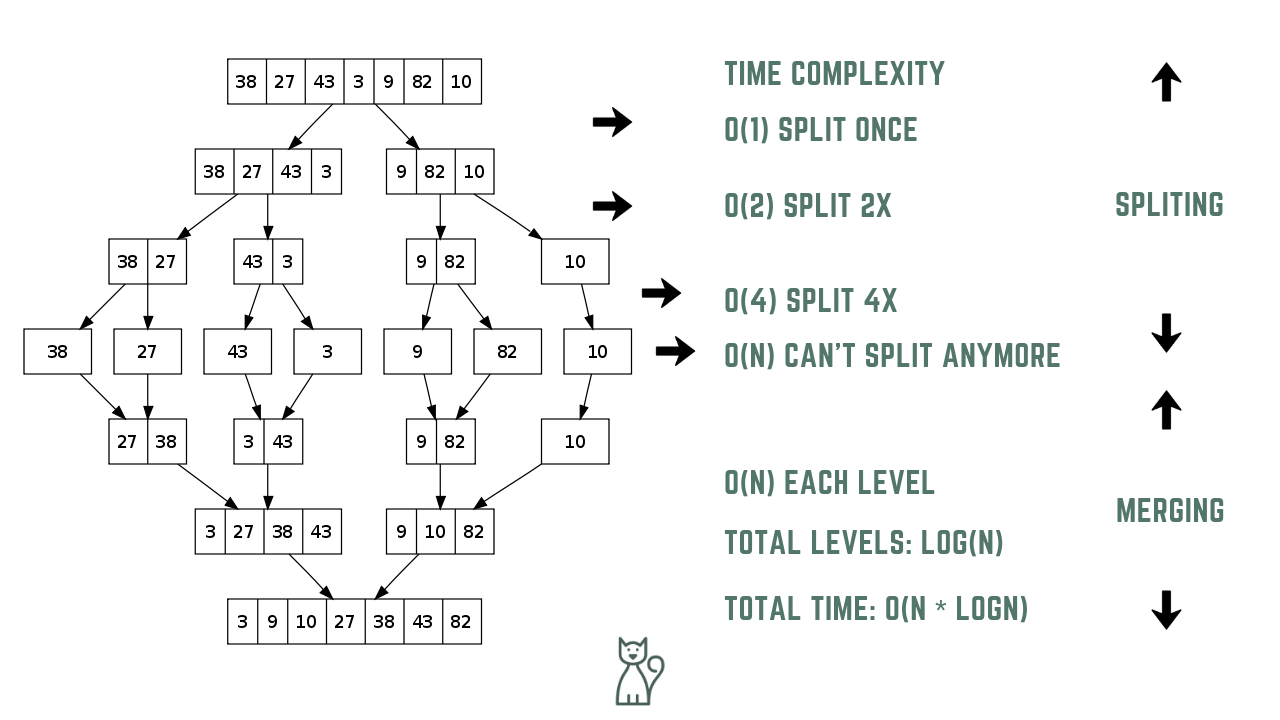 38 27 43 3 9 82 10
TIME COMPLEXITY
O(1) SPLIT ONCE
38 27 43 3 9 82 10
O(2) SPLIT 2X
SPLITING
38 27 43 3 9 82 10
O(4) SPLIT 4X
38 27 43 3 9 82 10
O(N) CAN'T SPLIT ANYMORE
27 38 3 43 9 82 10
O(N) EACH LEVEL
MERGING
3 27 38 43 9 10 82
TOTAL LEVELS: LOG(N)
3 9 10 27 38 43 82
TOTAL TIME: O(N * LOGN)